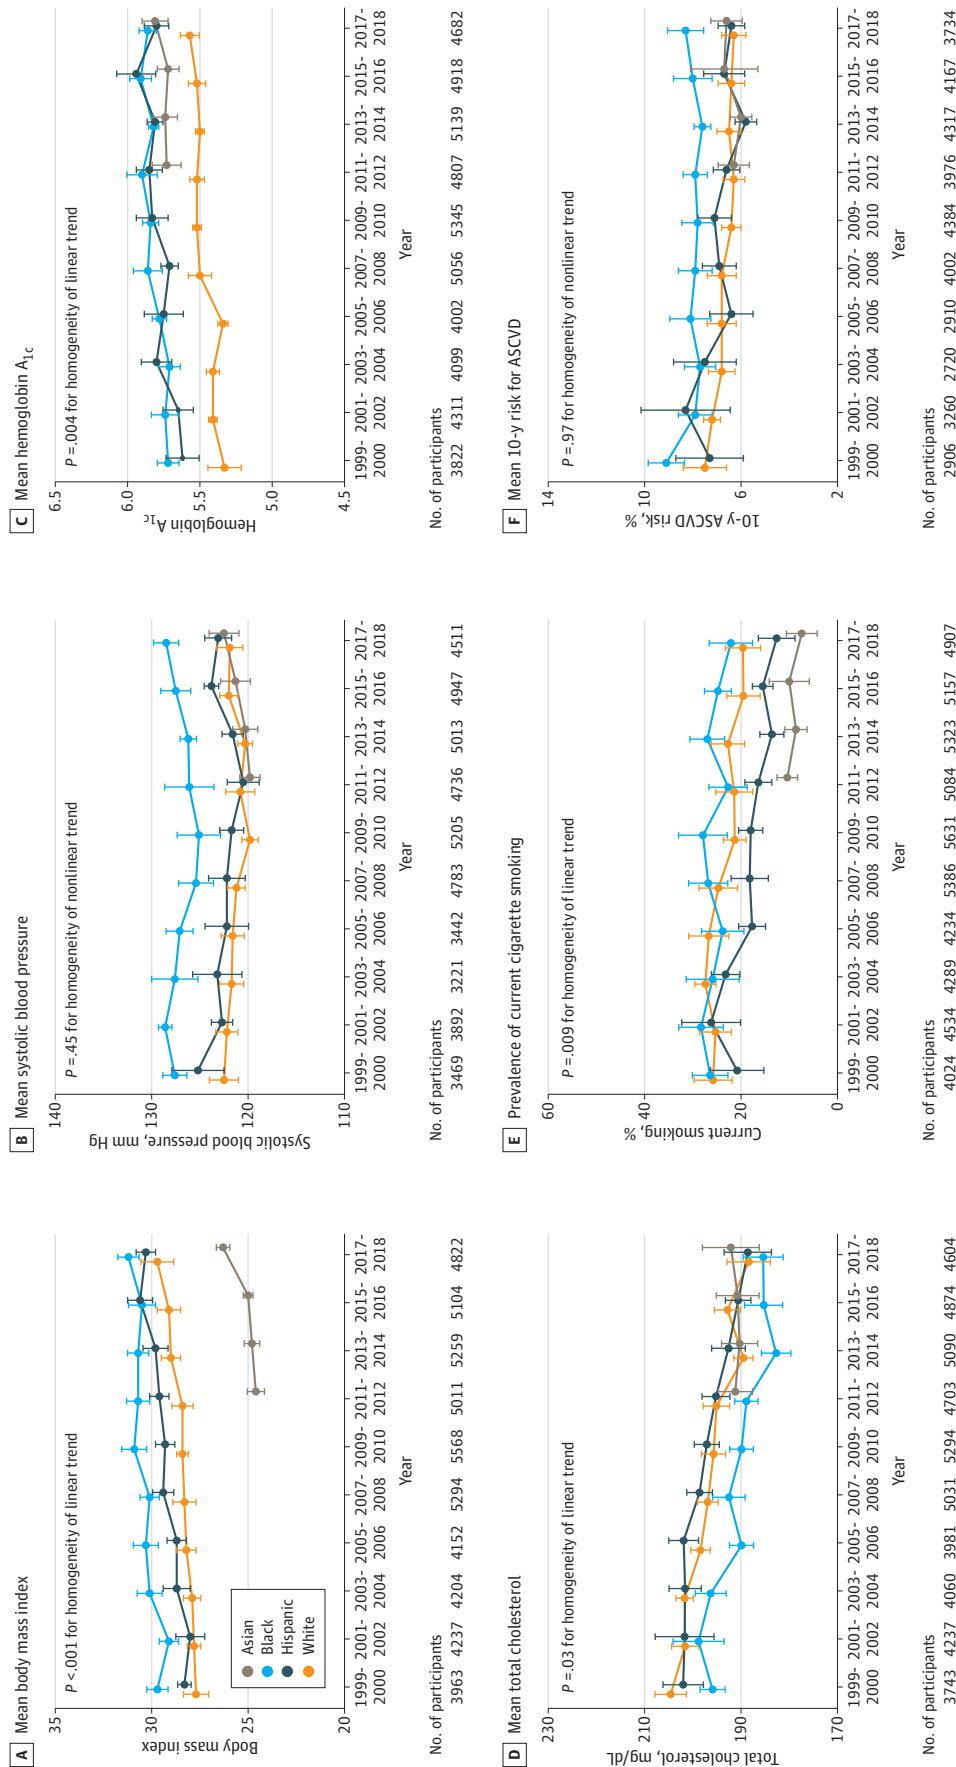 A Mean body mass index
P <.001 for homogeneity of linear trend
Body mass index
35
30
25
20
Asian
Black
Hispanic
White
1999-2000 2001-2002 2003-2004 2005-2006 2007-2008 2009-2010 2011-2012 2013-2014 2015-2016 2017-2018
Year
No. of participants
3963 4237 4204 4152 5294 5568 5011 5259 5104 4822
B Mean systolic blood pressure
P =.45 for homogeneity of nonlinear trend
Systolic blood pressure, mm Hg
140
130
120
110
1999-2000 2001-2002 2003-2004 2005-2006 2007-2008 2009-2010 2011-2012 2013-2014 2015-2016 2017-2018
Year
No. of participants
3469 3892 3221 3442 4783 5205 4736 5013 4947 4511
C Mean hemoglobin A1c
P =.004 for homogeneity of linear trend
Hemoglobin A1c
6.5
6.0
5.5
5.0
4.5
1999-2000 2001-2002 2003-2004 2005-2006 2007-2008 2009-2010 2011-2012 2013-2014 2015-2016 2017-2018
Year
No. of participants
3822 4311 4099 4002 5056 5345 4807 5139 4918 4682
D Mean total cholesterol
P =.03 for homogeneity of linear trend
Total cholesterol, mg/dL
230
210
190
170
1999-2000 2001-2002 2003-2004 2005-2006 2007-2008 2009-2010 2011-2012 2013-2014 2015-2016 2017-2018
Year
No. of participants
3743 4237 4060 3981 5031 5294 4703 5090 4874 4604
E Prevalence of current cigarette smoking
P =.009 for homogeneity of linear trend
Current smoking, %
60
40
20
0
1999-2000 2001-2002 2003-2004 2005-2006 2007-2008 2009-2010 2011-2012 2013-2014 2015-2016 2017-2018
Year
No. of participants
4024 4534 4289 4234 5386 5631 5084 5323 5157 4907
F Mean 10-y risk for ASCVD
P =.97 for homogeneity of nonlinear trend
10-y ASCVD risk, %
14
10
6
2
1999-2000 2001-2002 2003-2004 2005-2006 2007-2008 2009-2010 2011-2012 2013-2014 2015-2016 2017-2018
Year
No. of participants
2906 3260 2720 2910 4002 4384 3976 4317 4167 3734